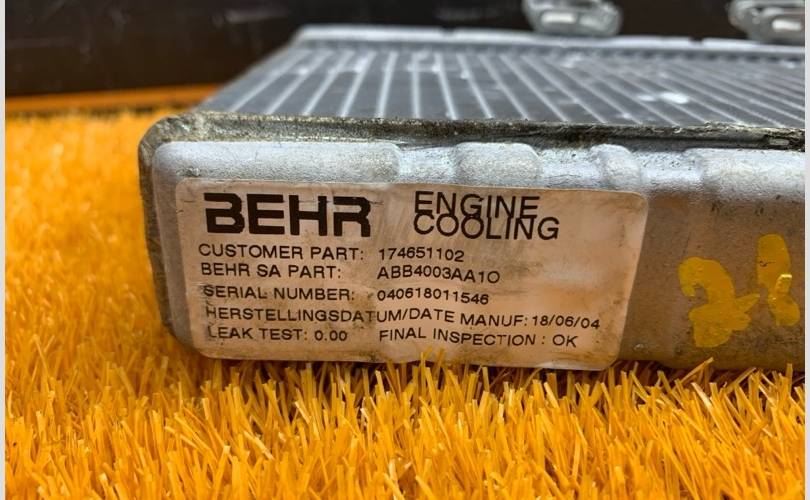 BEHR ENGINE COOLING
CUSTOMER PART: 174651102
BEHR SA PART: ABB4003AA1O
SERIAL NUMBER: 040618011546
HERSTELLINGSDATUM/DATE MANUF: 18/06/04
LEAK TEST: 0.00 FINAL INSPECTION : OK